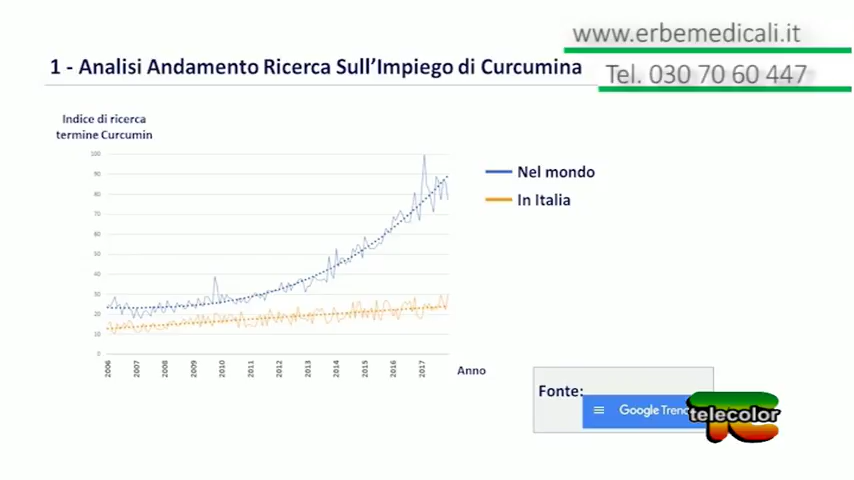 www.erbemedicali.it
1 - Analisi Andamento Ricerca Sull'Impiego di Curcumina
Tel. 030 70 60 447
Indice di ricerca
termine Curcumin
100
90
80
70
60
50
40
30
20
10
0
2006
2007
2008
2009
2010
2011
2012
2013
2014
2015
2016
2017
Anno
Nel mondo
In Italia
Fonte:
Google Trend
telecolor